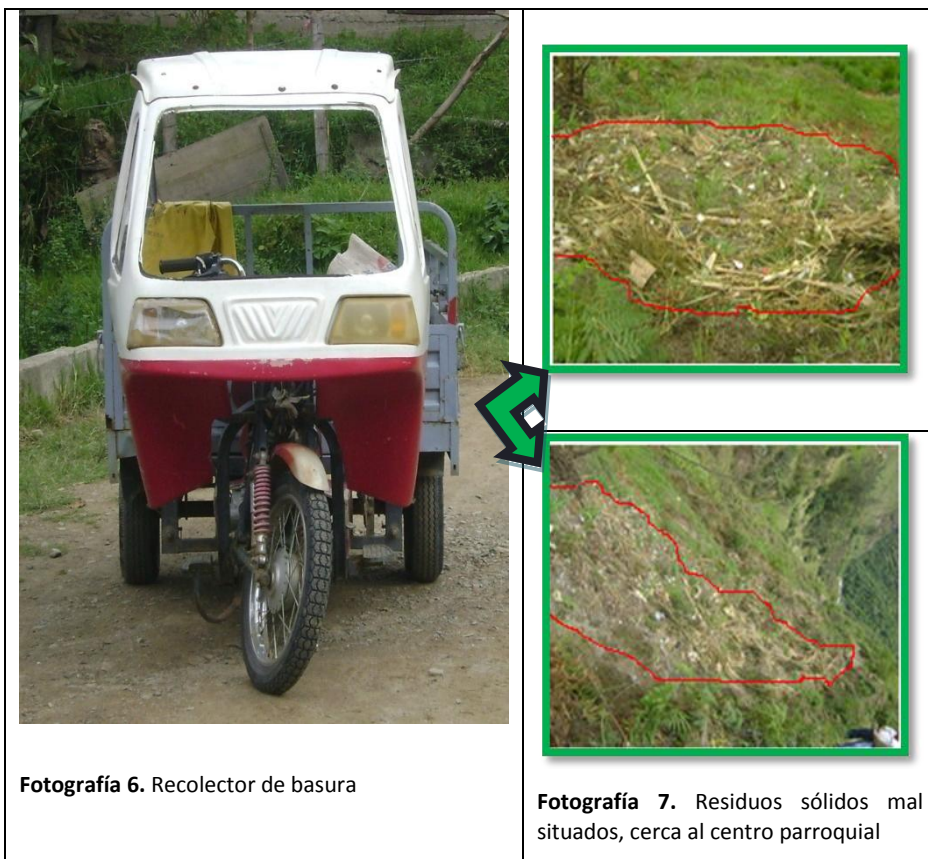 Fotografía 6. Recolector de basura
Fotografía 7. Residuos sólidos mal
situados, cerca al centro parroquial